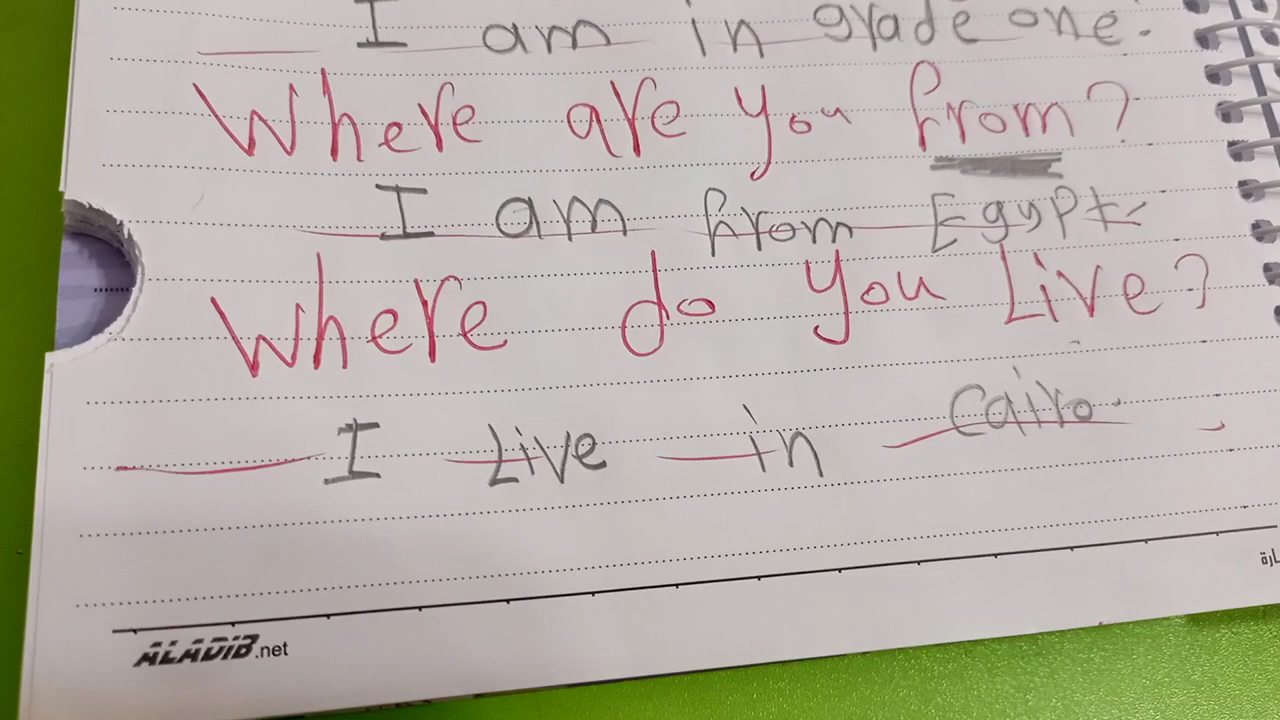 I am in grade one.
Where are you from?
I am from Egypt.
Where do you Live?
I Live in Cairo.
ALADIB.net